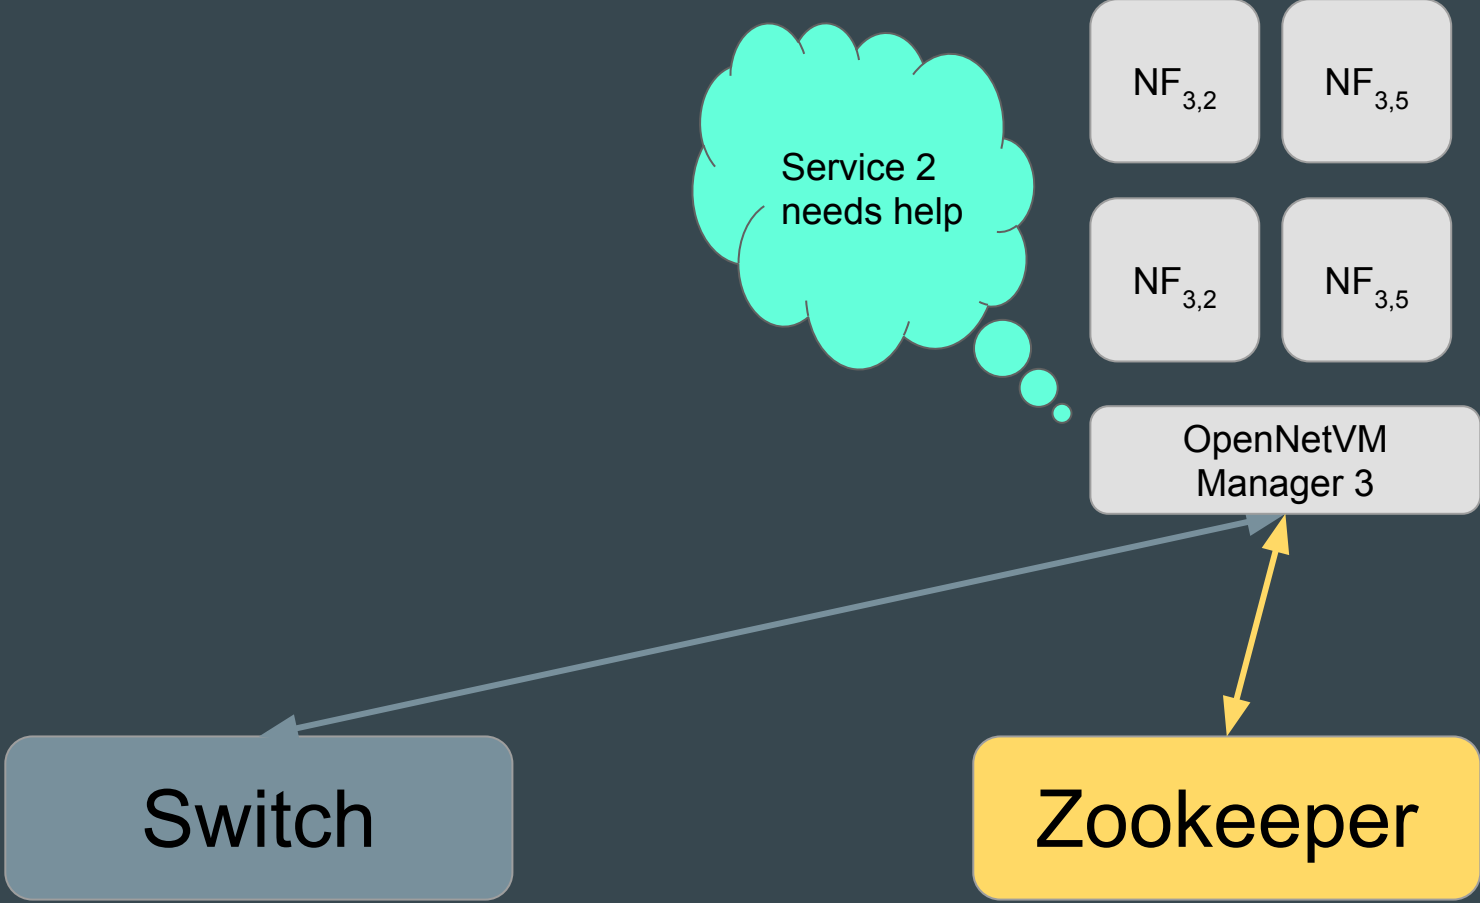 NF3,2 NF3,5
Service 2
needs help
NF3,2 NF3,5
OpenNetVM
Manager 3
Switch
Zookeeper